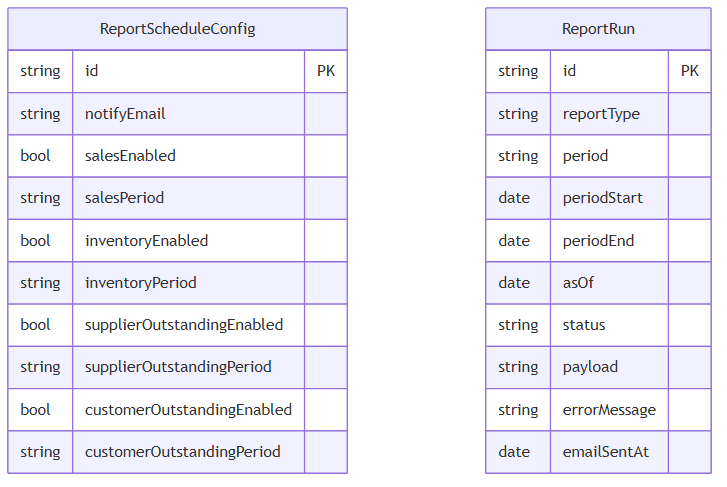 ReportScheduleConfig
string id PK
string notifyEmail
bool salesEnabled
string salesPeriod
bool inventoryEnabled
string inventoryPeriod
bool supplierOutstandingEnabled
string supplierOutstandingPeriod
bool customerOutstandingEnabled
string customerOutstandingPeriod
ReportRun
string id PK
string reportType
string period
date periodStart
date periodEnd
date asOf
string status
string payload
string errorMessage
date emailSentAt